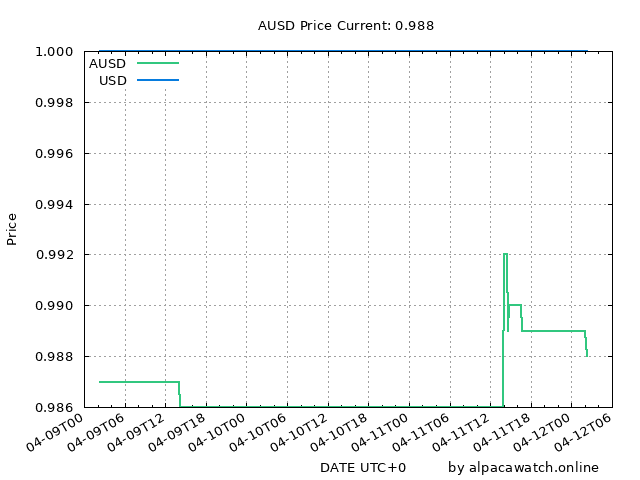 AUSD Price Current: 0.988
1.000
AUSD
USD
0.998
0.996
0.994
Price
0.992
0.990
0.988
0.986
04-09T00
04-09T06
04-09T12
04-09T18
04-10T00
04-10T06
04-10T12
04-10T18
04-11T00
04-11T06
04-11T12
04-11T18
04-12T00
04-12T06
DATE UTC+0
by alpacawatch.online